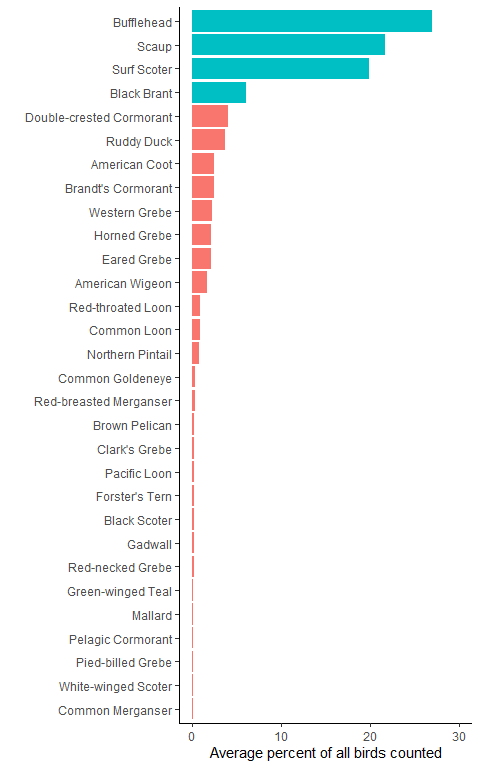 Bufflehead
Scaup
Surf Scoter
Black Brant
Double-crested Cormorant
Ruddy Duck
American Coot
Brandt's Cormorant
Western Grebe
Horned Grebe
Eared Grebe
American Wigeon
Red-throated Loon
Common Loon
Northern Pintail
Common Goldeneye
Red-breasted Merganser
Brown Pelican
Clark's Grebe
Pacific Loon
Forster's Tern
Black Scoter
Gadwall
Red-necked Grebe
Green-winged Teal
Mallard
Pelagic Cormorant
Pied-billed Grebe
White-winged Scoter
Common Merganser
0 10 20 30
Average percent of all birds counted